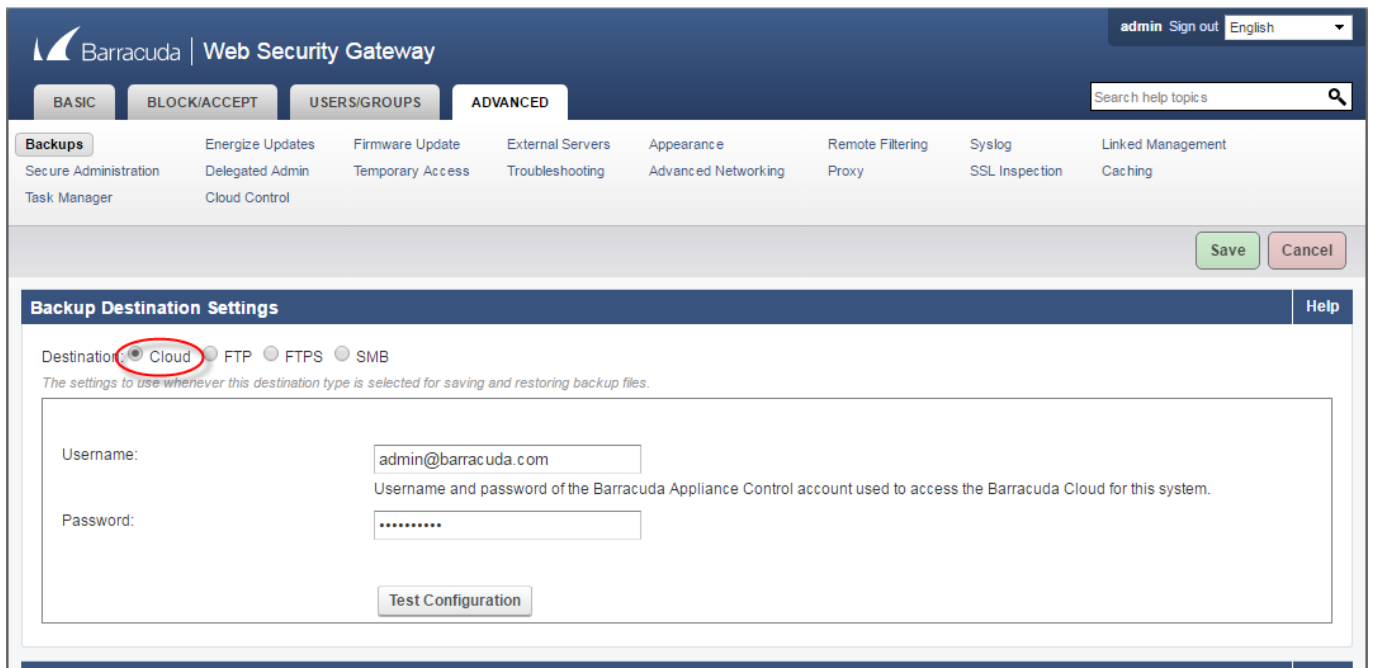 admin Sign out English
Barracuda | Web Security Gateway
BASIC BLOCK/ACCEPT USERS/GROUPS ADVANCED Search help topics
Backups Energize Updates Firmware Update External Servers Appearance Remote Filtering Syslog Linked Management
Secure Administration Delegated Admin Temporary Access Troubleshooting Advanced Networking Proxy SSL Inspection Caching
Task Manager Cloud Control
Save Cancel
Backup Destination Settings Help
Destination: Cloud FTP FTPS SMB
The settings to use whenever this destination type is selected for saving and restoring backup files.
Username: admin@barracuda.com
Username and password of the Barracuda Appliance Control account used to access the Barracuda Cloud for this system.
Password: ••••••••••
Test Configuration